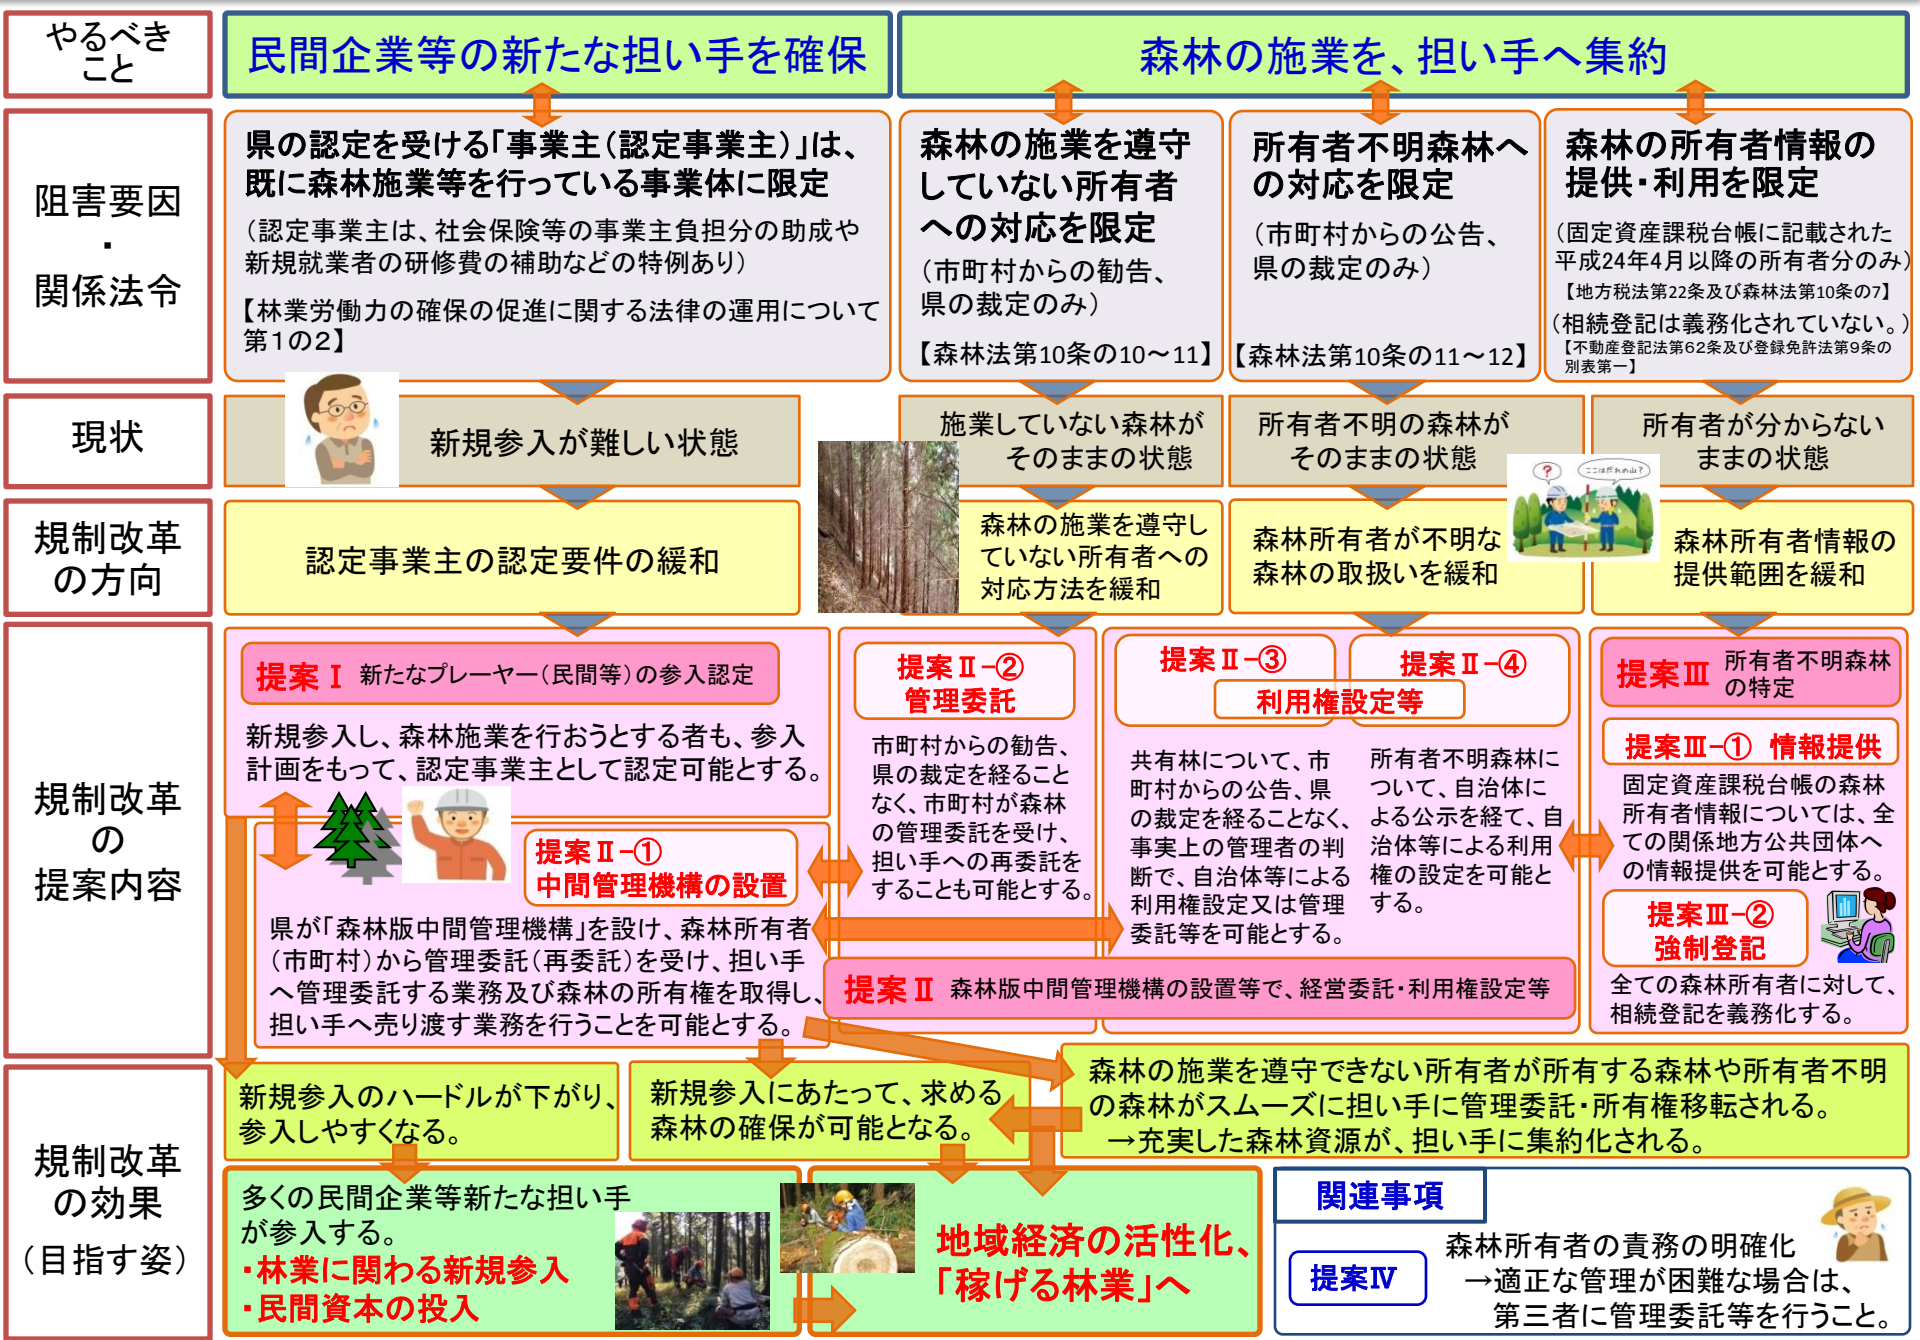 やるべき
こと
民間企業等の新たな担い手を確保
森林の施業を、担い手へ集約
阻害要因
・
関係法令
県の認定を受ける「事業主（認定事業主）」は、
既に森林施業等を行っている事業体に限定
（認定事業主は、社会保険等の事業主負担分の助成や
新規就業者の研修費の補助などの特例あり）
【林業労働力の確保の促進に関する法律の運用について
第１の２】
森林の施業を遵守
していない所有者
への対応を限定
（市町村からの勧告、
県の裁定のみ）
【森林法第10条の10～11】
所有者不明森林へ
の対応を限定
（市町村からの公告、
県の裁定のみ）
【森林法第10条の11～12】
森林の所有者情報の
提供・利用を限定
（固定資産課税台帳に記載された
平成24年4月以降の所有者分のみ）
【地方税法第22条及び森林法第10条の7】
（相続登記は義務化されていない。）
【不動産登記法第６２条及び登録免許法第９条の
別表第一】
現状
新規参入が難しい状態
施業していない森林が
そのままの状態
所有者不明の森林が
そのままの状態
所有者が分からない
ままの状態
?
ここはだれの山?
規制改革
の方向
認定事業主の認定要件の緩和
森林の施業を遵守し
ていない所有者への
対応方法を緩和
森林所有者が不明な
森林の取扱いを緩和
森林所有者情報の
提供範囲を緩和
規制改革
の
提案内容
提案Ⅰ 新たなプレーヤー（民間等）の参入認定
新規参入し、森林施業を行おうとする者も、参入
計画をもって、認定事業主として認定可能とする。
提案Ⅱ-①
中間管理機構の設置
県が「森林版中間管理機構」を設け、森林所有者
（市町村）から管理委託（再委託）を受け、担い手
へ管理委託する業務及び森林の所有権を取得し、
担い手へ売り渡す業務を行うことを可能とする。
提案Ⅱ-②
管理委託
市町村からの勧告、
県の裁定を経ること
なく、市町村が森林
の管理委託を受け、
担い手への再委託を
することも可能とする。
提案Ⅱ-③
提案Ⅱ-④
利用権設定等
共有林について、市
町村からの公告、県
の裁定を経ることなく、
事実上の管理者の判
断で、自治体等による
利用権設定又は管理
委託等を可能とする。
所有者不明森林に
ついて、自治体に
よる公示を経て、自
治体等による利用
権の設定を可能と
する。
提案Ⅱ 森林版中間管理機構の設置等で、経営委託・利用権設定等
提案Ⅲ 所有者不明森林
の特定
提案Ⅲ-① 情報提供
固定資産課税台帳の森林
所有者情報については、全
ての関係地方公共団体へ
の情報提供を可能とする。
提案Ⅲ-②
強制登記
全ての森林所有者に対して、
相続登記を義務化する。
規制改革
の効果
（目指す姿）
新規参入のハードルが下がり、
参入しやすくなる。
新規参入にあたって、求める
森林の確保が可能となる。
森林の施業を遵守できない所有者が所有する森林や所有者不明
の森林がスムーズに担い手に管理委託・所有権移転される。
→充実した森林資源が、担い手に集約化される。
多くの民間企業等新たな担い手
が参入する。
・林業に関わる新規参入
・民間資本の投入
地域経済の活性化、
「稼げる林業」へ
関連事項
提案Ⅳ
森林所有者の責務の明確化
→適正な管理が困難な場合は、
第三者に管理委託等を行うこと。